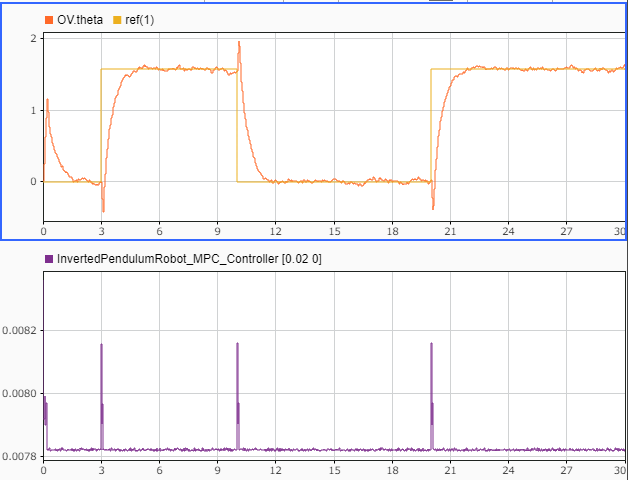 OV.theta ref(1)
2
1
0
0 3 6 9 12 15 18 21 24 27 30
InvertedPendulumRobot_MPC_Controller [0.02 0]
0.0082
0.0080
0.0078
0 3 6 9 12 15 18 21 24 27 30